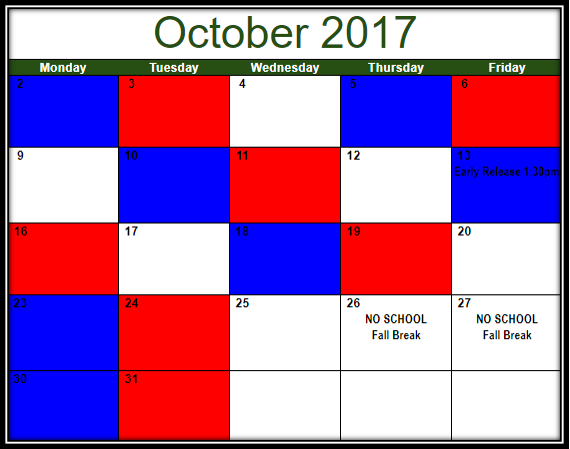 October 2017
Monday Tuesday Wednesday Thursday Friday
2 3 4 5 6
9 10 11 12 13
Early Release 1:30pm
16 17 18 19 20
23 24 25 26 27
NO SCHOOL NO SCHOOL
Fall Break Fall Break
30 31